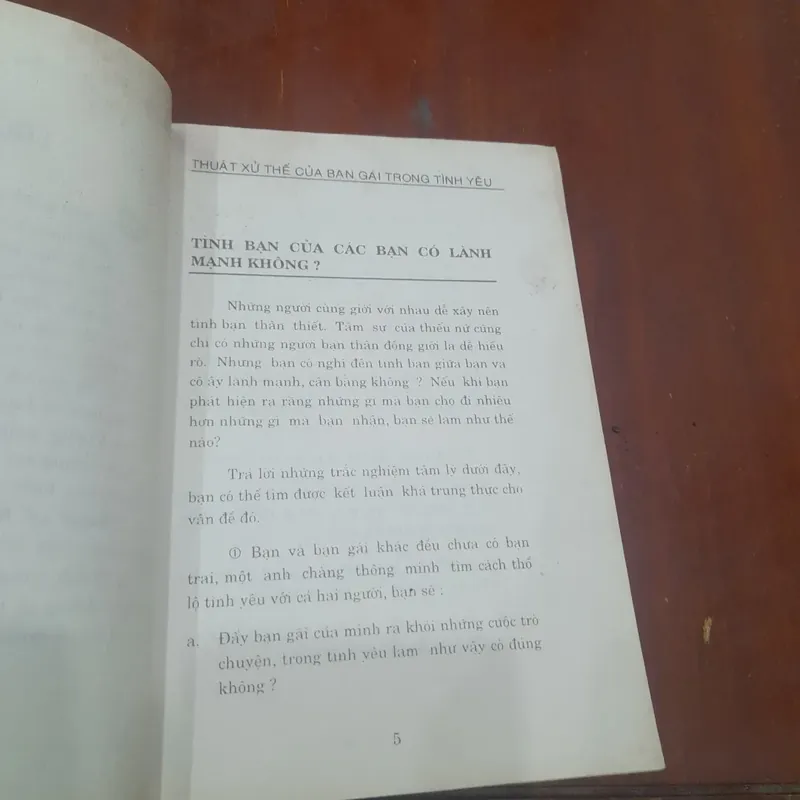 THUẬT XỬ THẾ CỦA BẠN GÁI TRONG TÌNH YÊU
TÌNH BẠN CỦA CÁC BẠN CÓ LÀNH
MẠNH KHÔNG ?
Những người cùng giới với nhau dễ xây nên
tình bạn thân thiết. Tâm sự của thiếu nữ cũng
chỉ có những người bạn thân đồng giới là dễ hiểu
rõ. Nhưng bạn có nghĩ đến tình bạn giữa bạn và
cô ấy lành mạnh, cân bằng không ? Nếu khi bạn
phát hiện ra rằng những gì mà bạn cho đi nhiều
hơn những gì mà bạn nhận, bạn sẽ làm như thế
nào?
Trả lời những trắc nghiệm tâm lý dưới đây,
bạn có thể tìm được kết luận khá trung thực cho
vấn đề đó.
① Bạn và bạn gái khác đều chưa có bạn
trai, một anh chàng thông minh tìm cách thổ
lộ tình yêu với cả hai người, bạn sẽ :
a. Đẩy bạn gái của mình ra khỏi những cuộc trò
chuyện, trong tình yêu làm như vậy có đúng
không ?
5